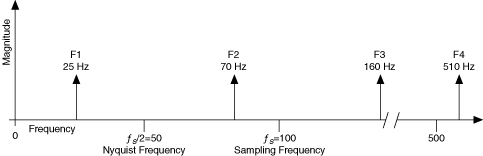 Magnitude
F1
25 Hz
F2
70 Hz
F3
160 Hz
F4
510 Hz
0
Frequency
fs/2=50
Nyquist Frequency
fs=100
Sampling Frequency
500